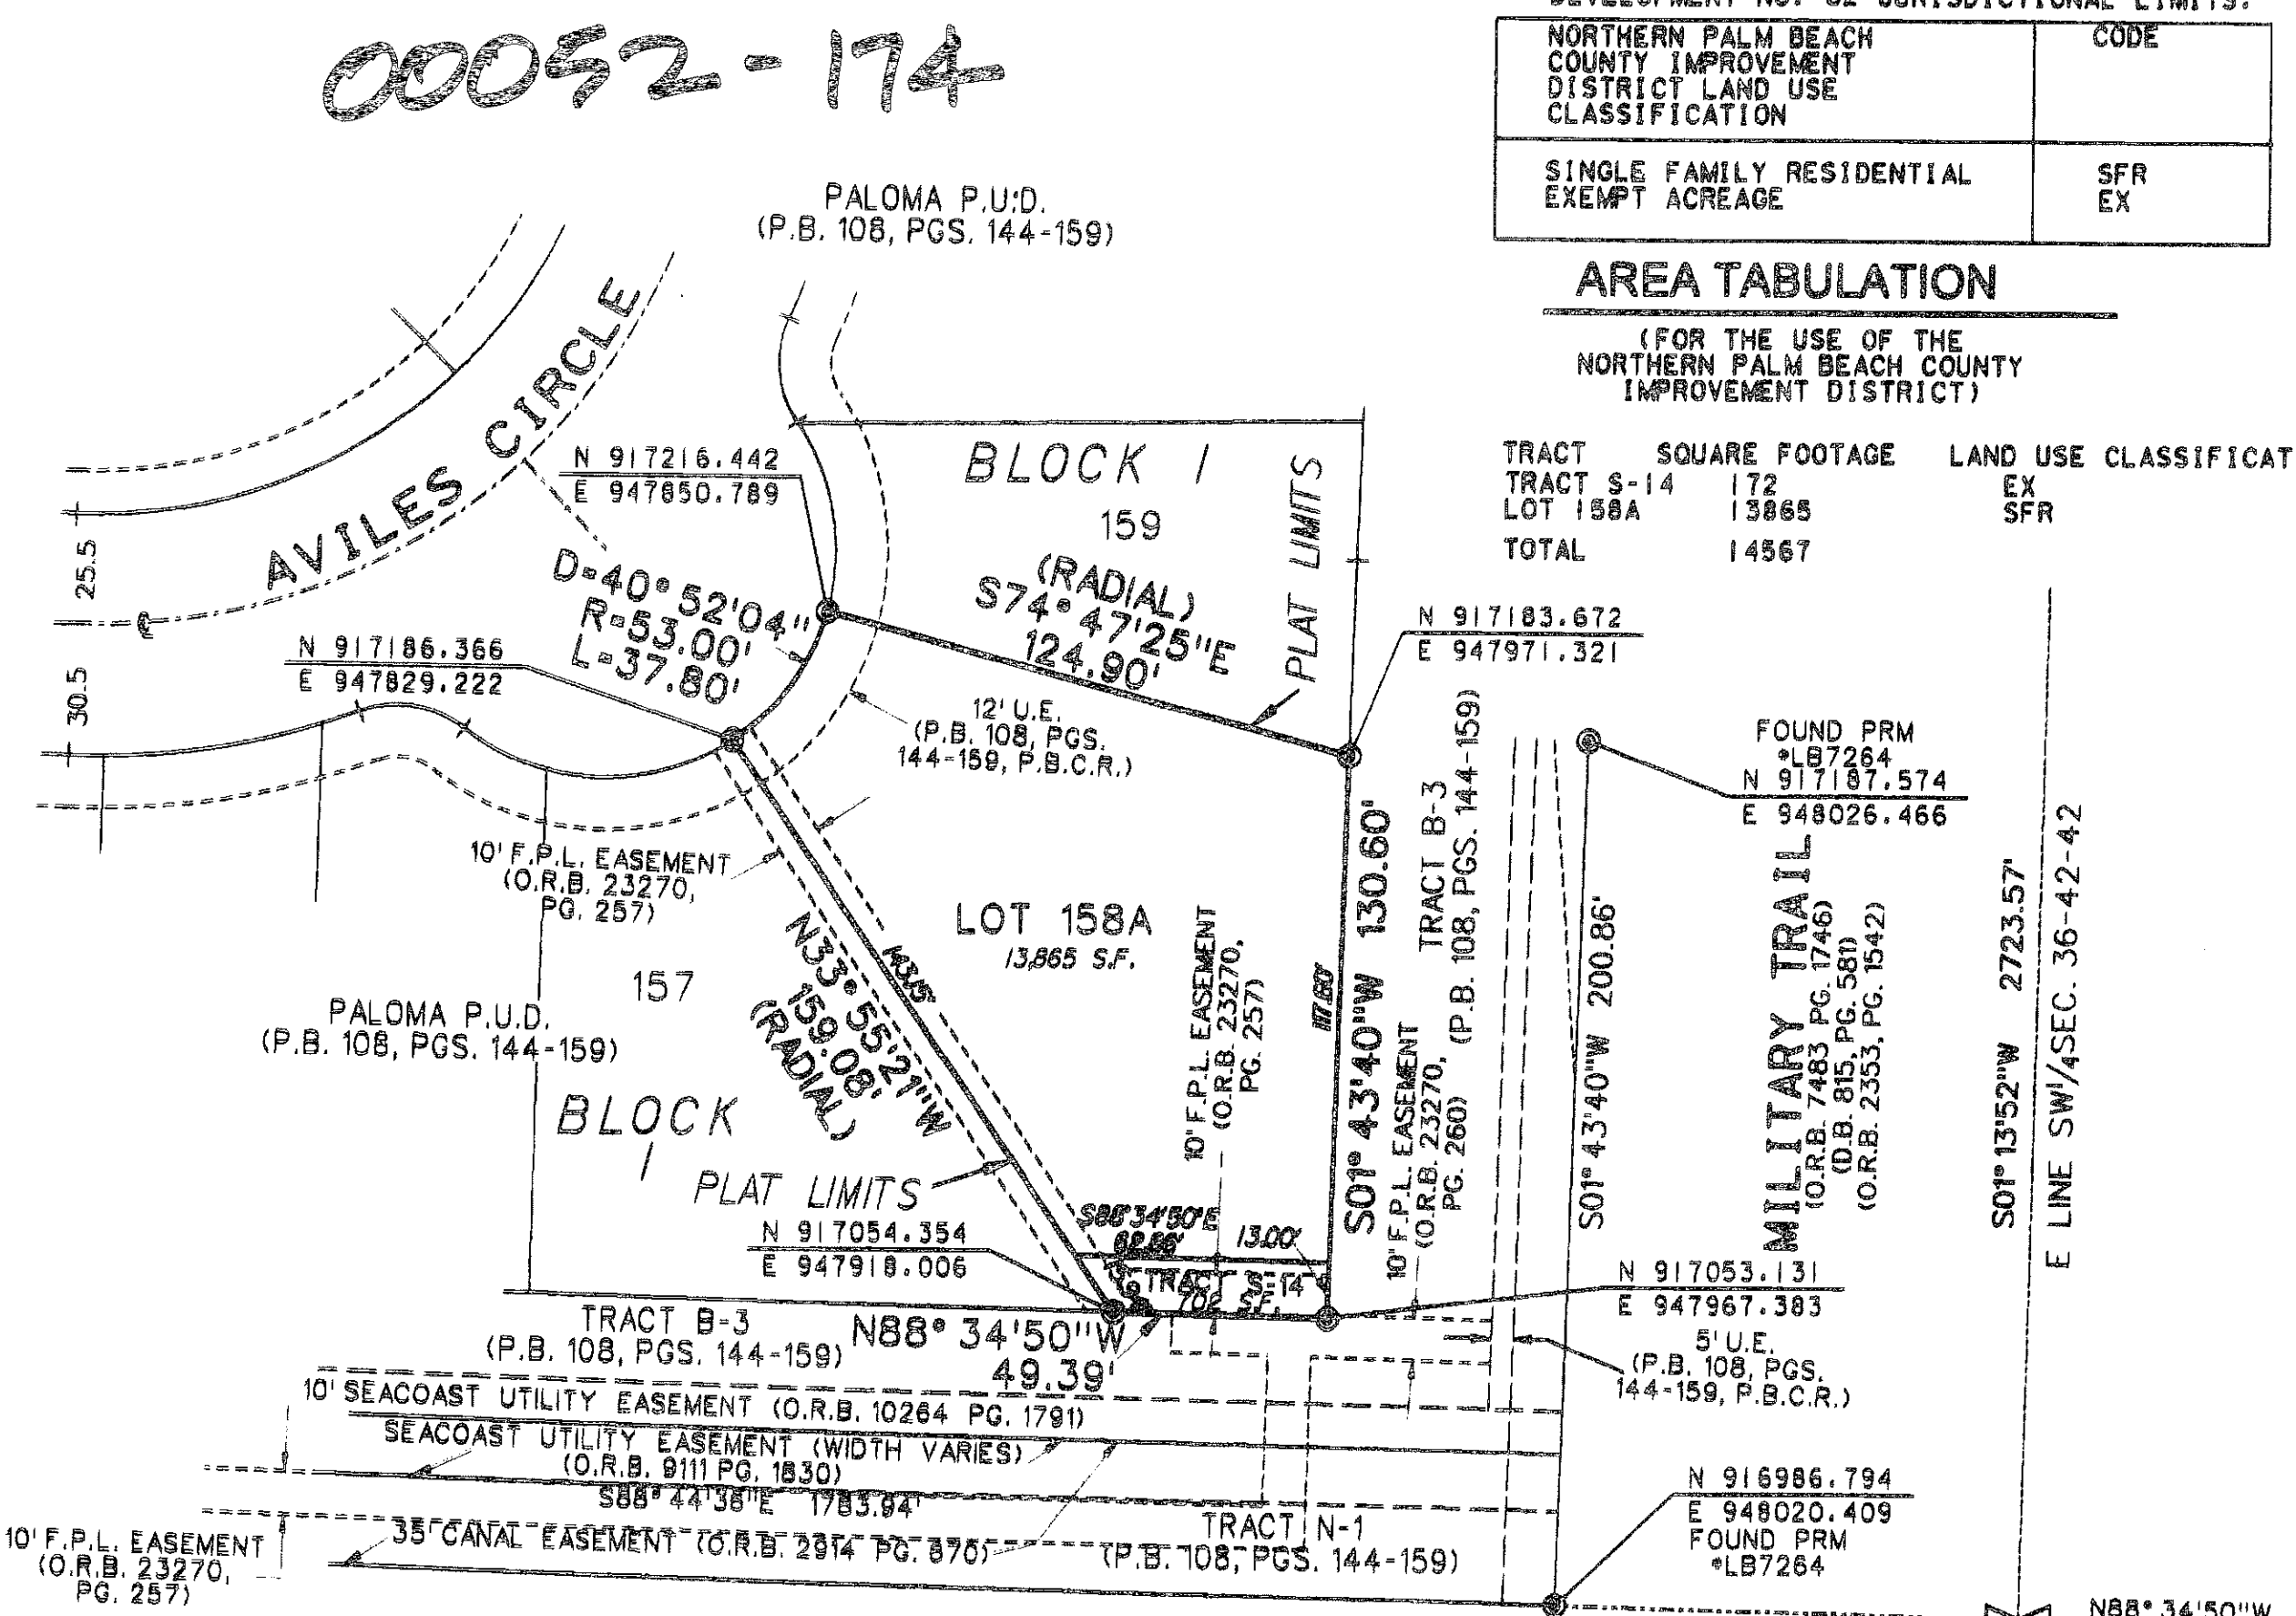 DEVELOPMENT NO. 62 JURISDICTIONAL LIMITS.
00052-174
NORTHERN PALM BEACH
COUNTY IMPROVEMENT
DISTRICT LAND USE
CLASSIFICATION
CODE
SINGLE FAMILY RESIDENTIAL SFR
EXEMPT ACREAGE EX
AREA TABULATION
(FOR THE USE OF THE
NORTHERN PALM BEACH COUNTY
IMPROVEMENT DISTRICT)
TRACT SQUARE FOOTAGE LAND USE CLASSIFICAT
TRACT S-14 172 EX
LOT 158A 13865 SFR
TOTAL 14567
PALOMA P.U.D.
(P.B. 108, PGS. 144-159)
AVILES CIRCLE
25.5
30.5
N 917216.442
E 947850.789
BLOCK 1
159
PLAT LIMITS
(RADIAL)
S74°47'25"E
124.90'
D=40°52'04"
R=53.00'
L=37.80'
N 917186.366
E 947829.222
N 917183.672
E 947971.321
12' U.E.
(P.B. 108, PGS.
144-159, P.B.C.R.)
FOUND PRM
#LB7264
N 917187.574
E 948026.466
10' F.P.L. EASEMENT
(O.R.B. 23270,
PG. 257)
157
PALOMA P.U.D.
(P.B. 108, PGS. 144-159)
BLOCK
1
PLAT LIMITS
N33°55'21"W
159.08'
(RADIAL)
143.15'
LOT 158A
13,865 S.F.
10' F.P.L. EASEMENT
(O.R.B. 23270,
PG. 257)
117.60'
S01°43'40"W 130.60'
10' F.P.L. EASEMENT
(O.R.B. 23270,
PG. 260)
TRACT B-3
(P.B. 108, PGS. 144-159)
S01°43'40"W 200.86'
MILITARY TRAIL
(O.R.B. 7483 PG. 1746)
(D.B. 815, PG. 581)
(O.R.B. 2353, PG. 1542)
S01°13'52"W 2723.57'
E LINE SW1/4SEC. 36-42-42
N 917054.354
E 947918.006
S88°34'50"E
13.00'
TRACT S-14
702 S.F.
N 917053.131
E 947967.383
TRACT B-3
(P.B. 108, PGS. 144-159)
N88°34'50"W
49.39'
5' U.E.
(P.B. 108, PGS.
144-159, P.B.C.R.)
10' SEACOAST UTILITY EASEMENT (O.R.B. 10264 PG. 1791)
SEACOAST UTILITY EASEMENT (WIDTH VARIES)
(O.R.B. 9111 PG. 1830)
S88°44'36"E 1783.94'
35' CANAL EASEMENT (O.R.B. 2914 PG. 870)
TRACT N-1
(P.B. 108, PGS. 144-159)
N 916986.794
E 948020.409
FOUND PRM
#LB7264
10' F.P.L. EASEMENT
(O.R.B. 23270,
PG. 257)
N88°34'50"W